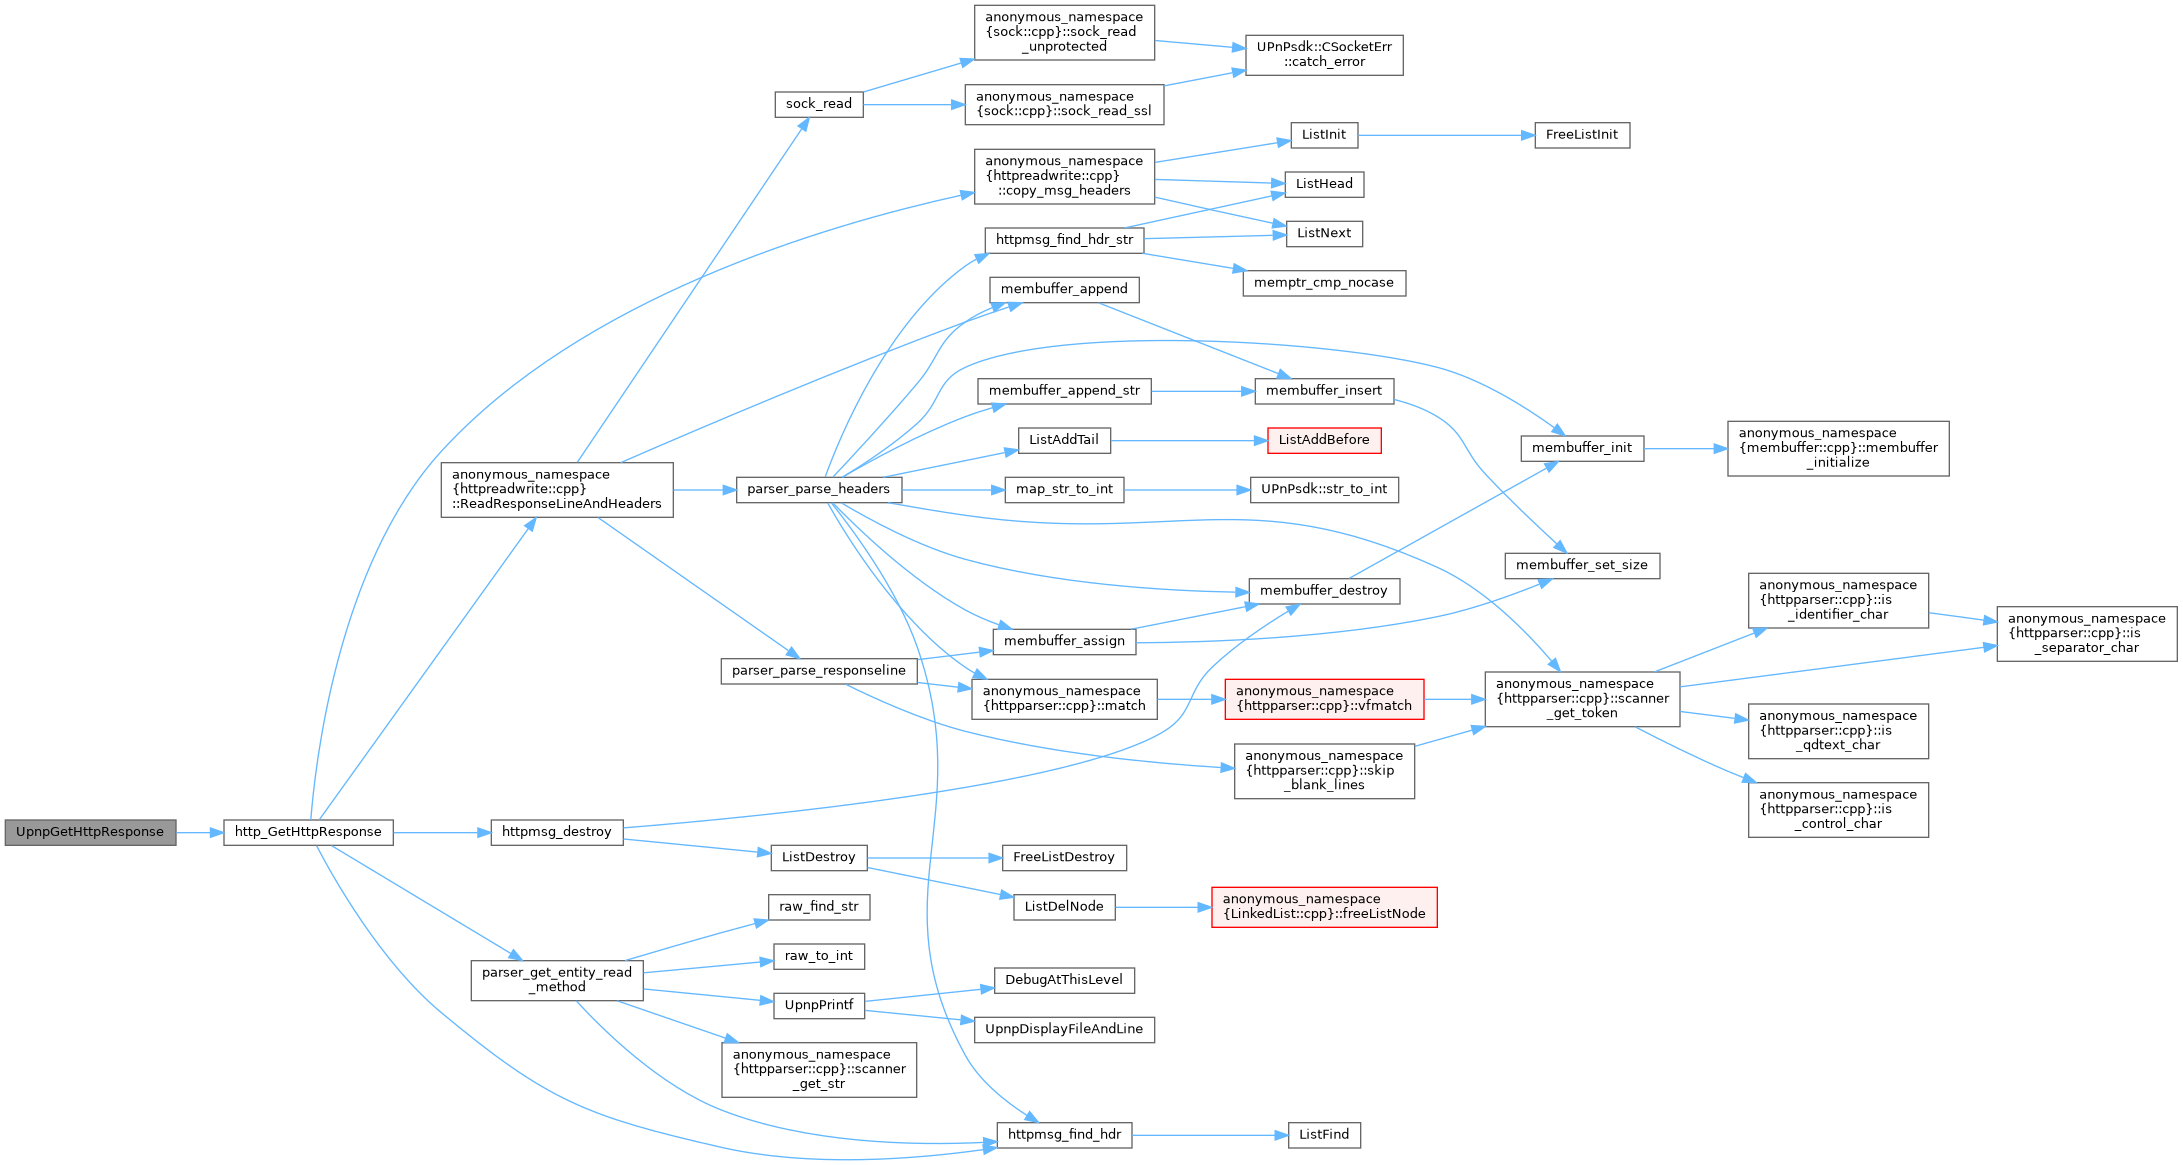 UpnpGetHttpResponse
http_GetHttpResponse
anonymous_namespace
{httpreadwrite::cpp}
::ReadResponseLineAndHeaders
httpmsg_destroy
parser_get_entity_read
_method
sock_read
parser_parse_headers
parser_parse_responseline
ListDestroy
raw_find_str
raw_to_int
UpnpPrintf
anonymous_namespace
{httpparser::cpp}::scanner
_get_str
anonymous_namespace
{sock::cpp}::sock_read
_unprotected
anonymous_namespace
{sock::cpp}::sock_read_ssl
anonymous_namespace
{httpreadwrite::cpp}
::copy_msg_headers
httpmsg_find_hdr_str
membuffer_append
membuffer_append_str
ListAddTail
map_str_to_int
membuffer_assign
anonymous_namespace
{httpparser::cpp}::match
FreeListDestroy
ListDelNode
DebugAtThisLevel
UpnpDisplayFileAndLine
httpmsg_find_hdr
UPnPsdk::CSocketErr
::catch_error
ListInit
ListHead
ListNext
memptr_cmp_nocase
membuffer_insert
ListAddBefore
UPnPsdk::str_to_int
membuffer_destroy
anonymous_namespace
{httpparser::cpp}::vfmatch
anonymous_namespace
{httpparser::cpp}::skip
_blank_lines
anonymous_namespace
{LinkedList::cpp}::freeListNode
ListFind
FreeListInit
membuffer_init
membuffer_set_size
anonymous_namespace
{httpparser::cpp}::scanner
_get_token
anonymous_namespace
{membuffer::cpp}::membuffer
_initialize
anonymous_namespace
{httpparser::cpp}::is
_identifier_char
anonymous_namespace
{httpparser::cpp}::is
_qdtext_char
anonymous_namespace
{httpparser::cpp}::is
_control_char
anonymous_namespace
{httpparser::cpp}::is
_separator_char